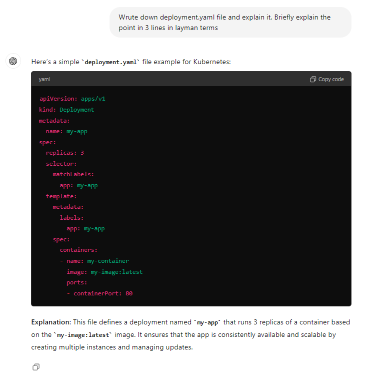 Wrute down deployment.yaml file and explain it. Briefly explain the
point in 3 lines in layman terms
Here's a simple `deployment.yaml` file example for Kubernetes:
yaml
Copy code
apiVersion: apps/v1
kind: Deployment
metadata:
  name: my-app
spec:
  replicas: 3
  selector:
    matchLabels:
      app: my-app
  template:
    metadata:
      labels:
        app: my-app
    spec:
      containers:
      - name: my-container
        image: my-image:latest
        ports:
        - containerPort: 80
Explanation: This file defines a deployment named `"my-app"` that runs 3 replicas of a container based
on the `my-image:latest` image. It ensures that the app is consistently available and scalable by
creating multiple instances and managing updates.